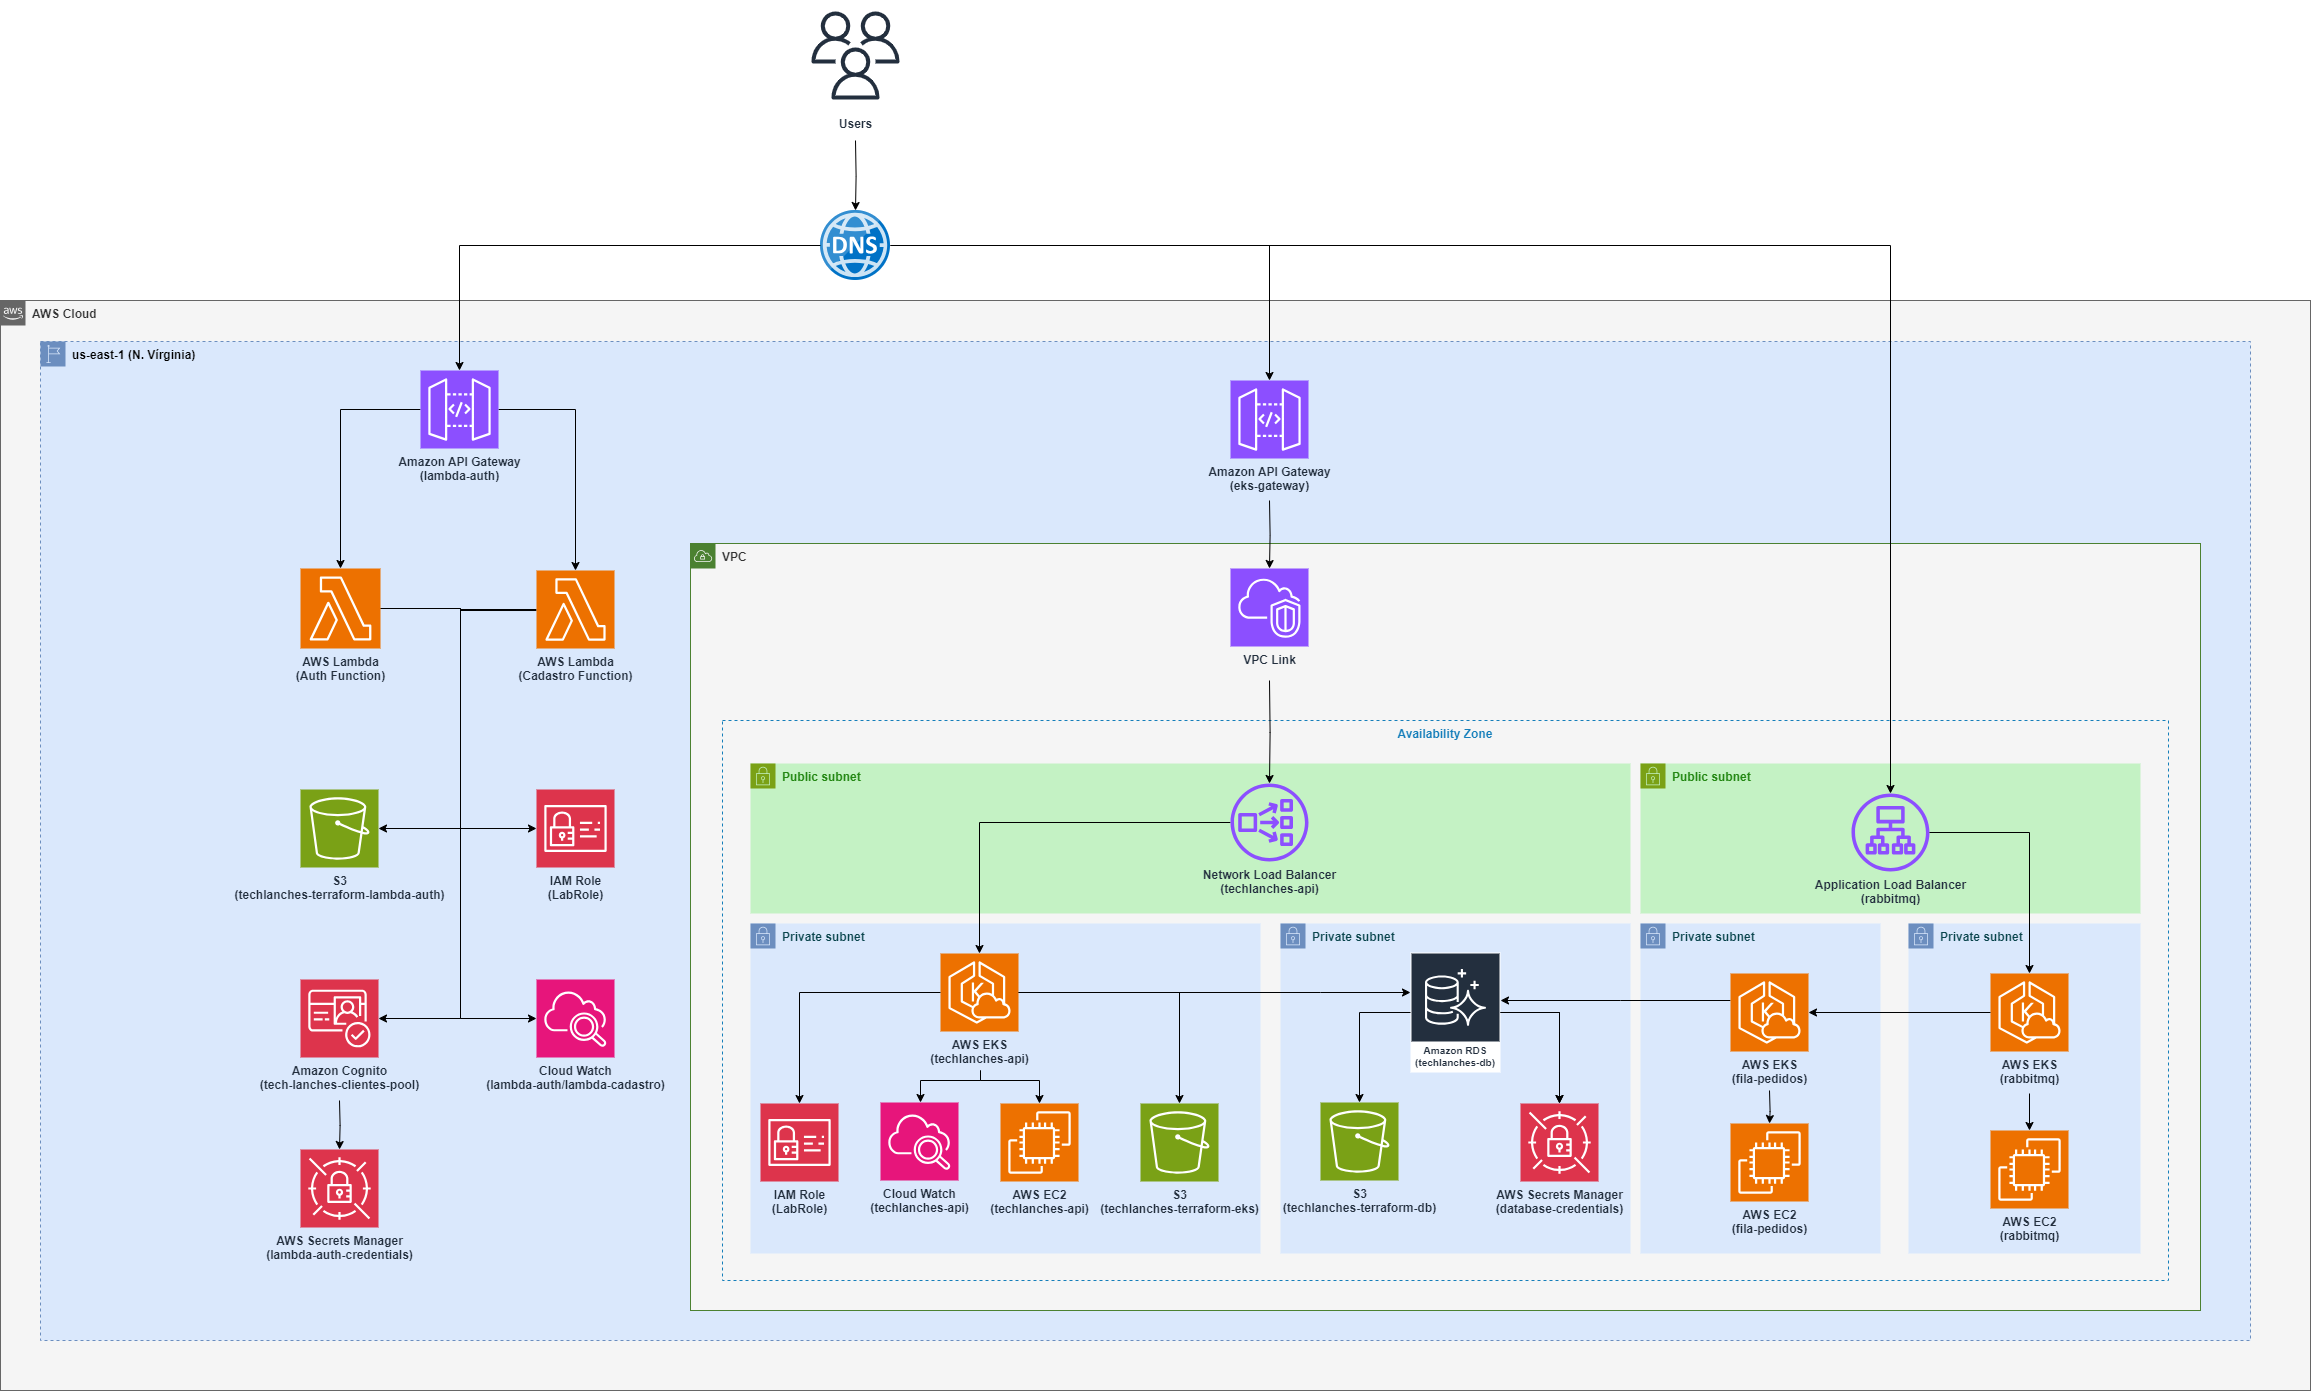 Users
DNS
aws
AWS Cloud
us-east-1 (N. Vírginia)
Amazon API Gateway
(lambda-auth)
Amazon API Gateway
(eks-gateway)
VPC
AWS Lambda
(Auth Function)
AWS Lambda
(Cadastro Function)
VPC Link
Availability Zone
Public subnet
Public subnet
S3
(techlanches-terraform-lambda-auth)
IAM Role
(LabRole)
Network Load Balancer
(techlanches-api)
Application Load Balancer
(rabbitmq)
Private subnet
Private subnet
Private subnet
Private subnet
Amazon Cognito
(tech-lanches-clientes-pool)
Cloud Watch
(lambda-auth/lambda-cadastro)
AWS EKS
(techlanches-api)
Amazon RDS
(techlanches-db)
AWS EKS
(fila-pedidos)
AWS EKS
(rabbitmq)
IAM Role
(LabRole)
Cloud Watch
(techlanches-api)
AWS EC2
(techlanches-api)
S3
(techlanches-terraform-eks)
S3
(techlanches-terraform-db)
AWS Secrets Manager
(database-credentials)
AWS EC2
(fila-pedidos)
AWS EC2
(rabbitmq)
AWS Secrets Manager
(lambda-auth-credentials)